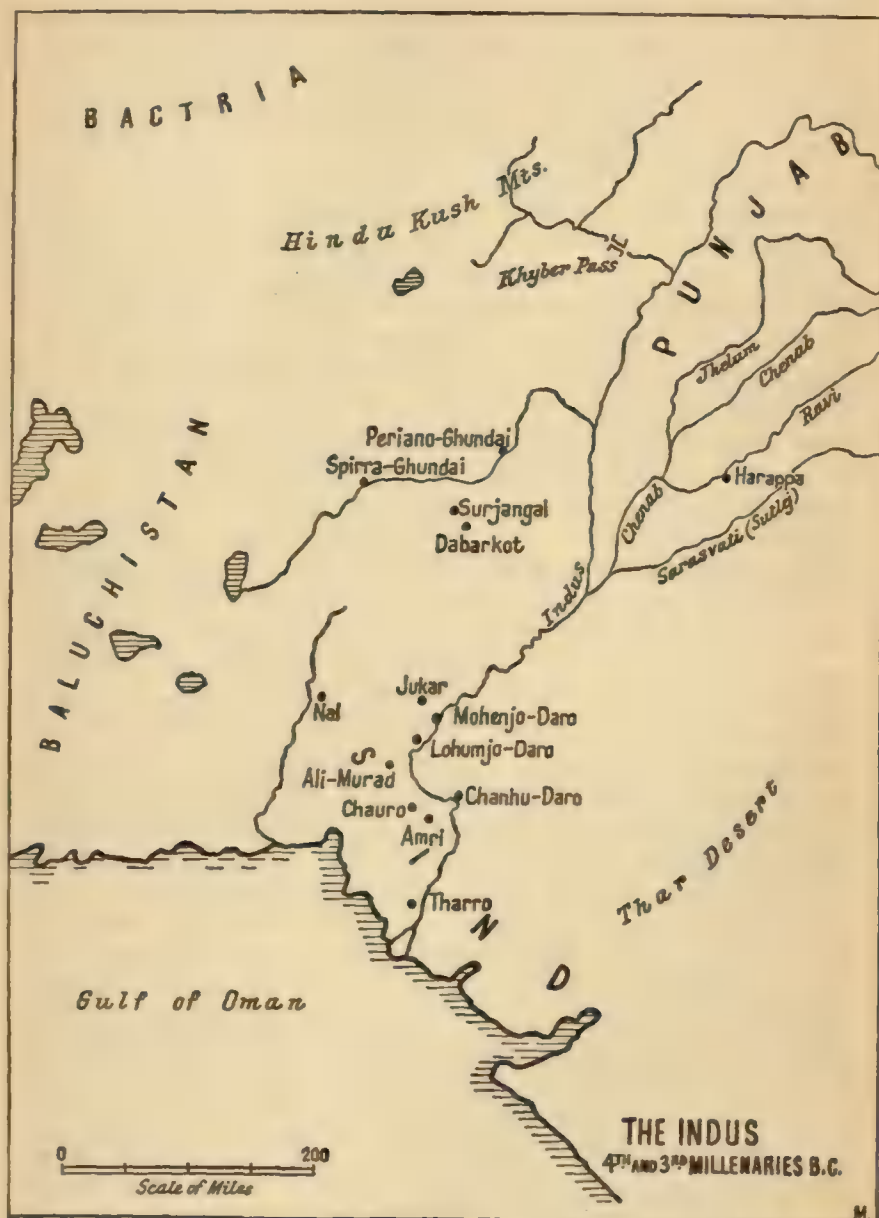 BACTRIA
Hindu Kush Mts.
Khyber Pass
PUNJAB
Jhelum
Chenab
Ravi
Periano-Ghundai
Spirra-Ghundai
Harappa
Surjangal
Chenab
Dabarkot
Sarasvati (Sutlej)
BALUCHISTAN
Indus
Jukar
Nal
Mohenjo-Daro
Lohumjo-Daro
Ali-Murad
Chanhu-Daro
Chauro
Amri
Thar Desert
Tharro
SIND
Gulf of Oman
THE INDUS
4TH AND 3RD MILLENARIES B.C.
0 200
Scale of Miles
M